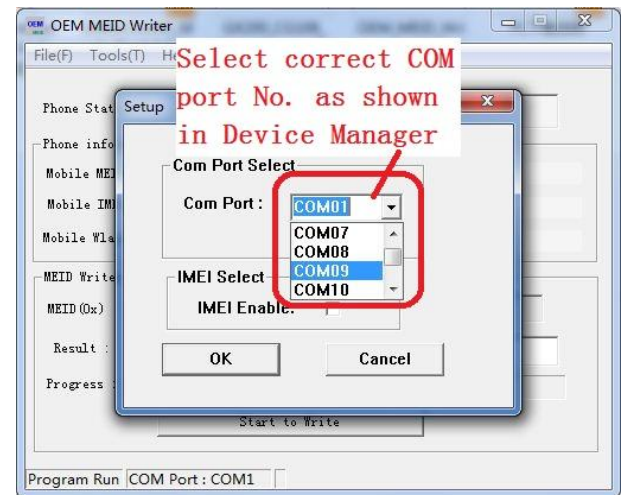 OEM MEID Writer
File(F) Tools(T) H
Select correct COM
port No. as shown
in Device Manager
Phone Stat
Setup
Phone info
Mobile MEI
Mobile IM
Mobile Wla
Com Port Select
Com Port :
COM01
COM07
COM08
COM09
COM10
MEID Write
IMEI Select
IMEI Enable:
MEID(0x)
Result :
OK
Cancel
Progress :
Start to Write
Program Run
COM Port : COM1